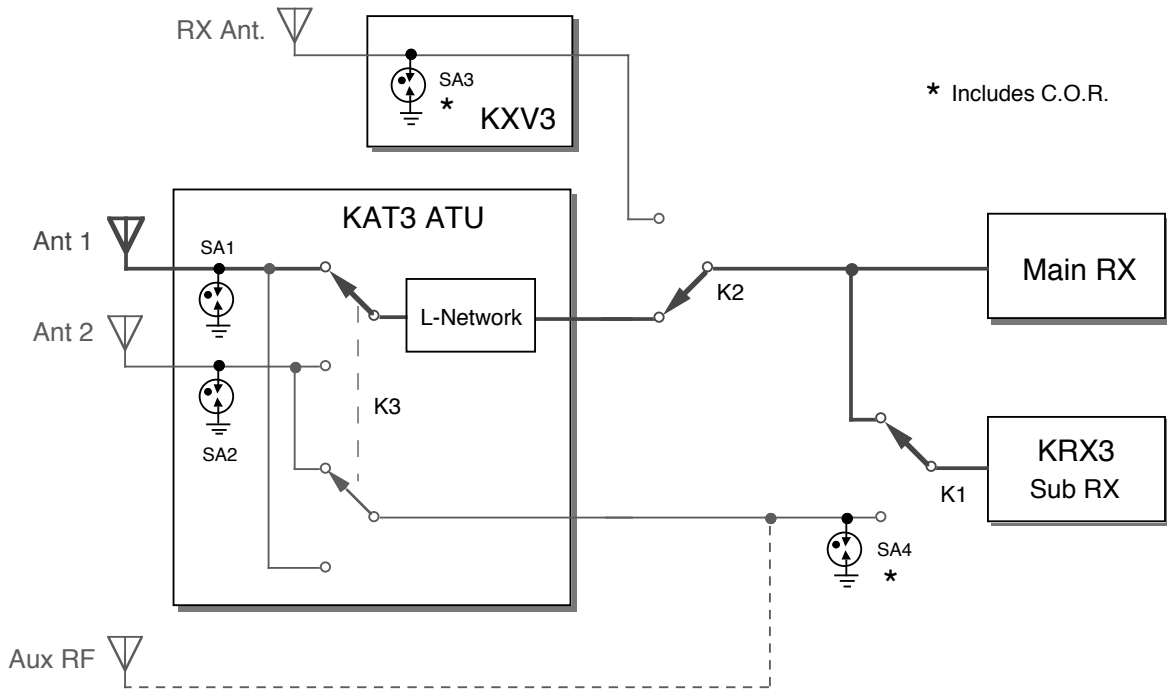 RX Ant.
SA3
*
KXV3
* Includes C.O.R.
KAT3 ATU
Ant 1
SA1
L-Network
K2
Main RX
Ant 2
SA2
K3
KRX3
Sub RX
K1
SA4
*
Aux RF